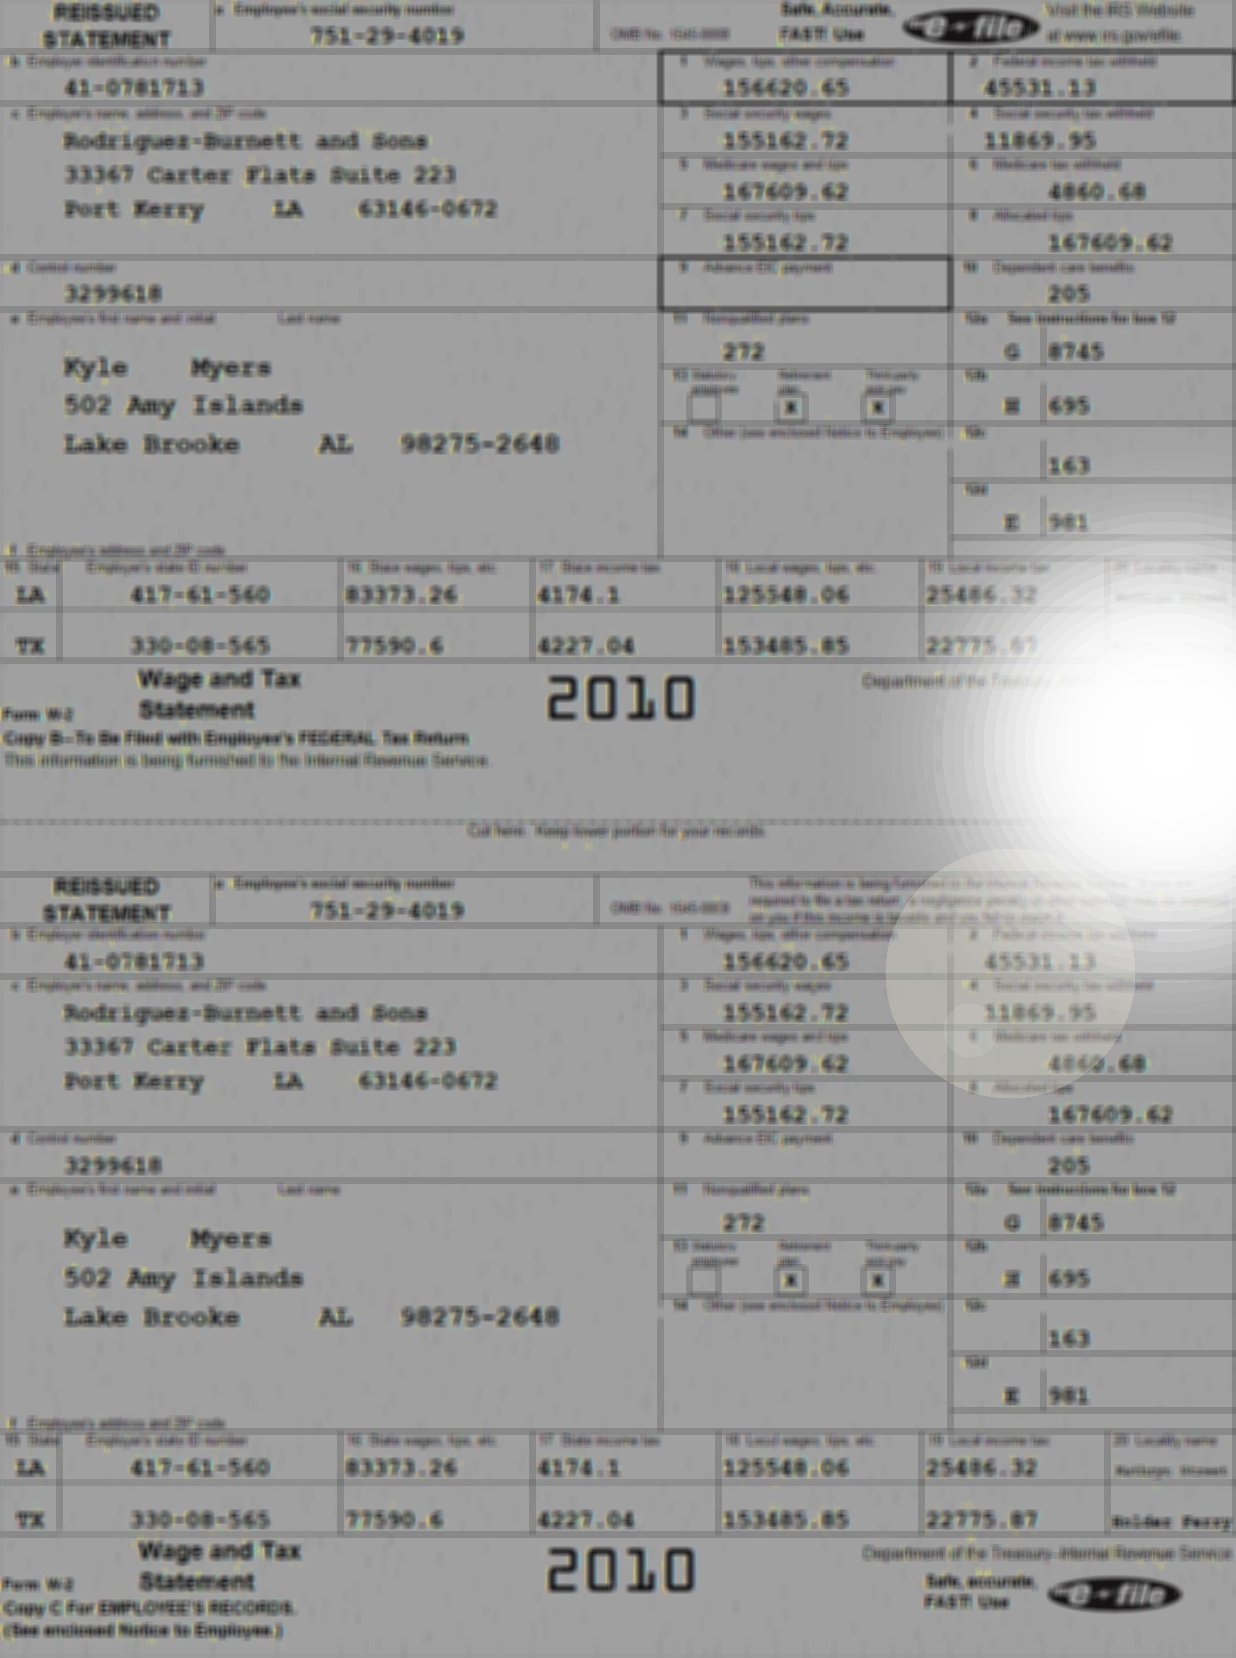 REISSUED STATEMENT
a Employee's social security number
751-29-4019
OMB No. 1545-0008
Safe, Accurate, FAST! Use
e-file
Visit the IRS Website at www.irs.gov/efile.
b Employer identification number
41-0781713
1 Wages, tips, other compensation
156620.65
2 Federal income tax withheld
45531.13
c Employer's name, address, and ZIP code
Rodriguez-Burnett and Sons
33367 Carter Flats Suite 223
Port Kerry LA 63146-0672
3 Social security wages
155162.72
4 Social security tax withheld
11869.95
5 Medicare wages and tips
167609.62
6 Medicare tax withheld
4860.68
7 Social security tips
155162.72
8 Allocated tips
167609.62
d Control number
3299618
9 Advance EIC payment
10 Dependent care benefits
205
e Employee's first name and initial Last name
Kyle Myers
502 Amy Islands
Lake Brooke AL 98275-2648
11 Nonqualified plans
272
12a See instructions for box 12
G 8745
13 Statutory employee
Retirement plan
Third-party sick pay
X X
12b
H 695
14 Other (see enclosed Notice to Employee)
12c
163
12d
E 981
f Employee's address and ZIP code
15 State Employer's state ID number 16 State wages, tips, etc. 17 State income tax 18 Local wages, tips, etc. 19 Local income tax
LA 417-61-560 83373.26 4174.1 125548.06 25486.32
TX 330-08-565 77590.6 4227.04 153485.85 22775.87
Form W-2
Wage and Tax Statement
2010
Department of the
Copy B-To Be Filed with Employee's FEDERAL Tax Return
This information is being furnished to the Internal Revenue Service.
Cut here. Keep lower portion for your records.
REISSUED STATEMENT
a Employee's social security number
751-29-4019
OMB No. 1545-0008
This information is being furnished to the
required to file a tax return, a negligence penalty or other
on you if this income is taxable and you fail to report it.
b Employer identification number
41-0781713
1 Wages, tips, other compensation
156620.65
2 Federal income tax withheld
45531.13
c Employer's name, address, and ZIP code
Rodriguez-Burnett and Sons
33367 Carter Flats Suite 223
Port Kerry LA 63146-0672
3 Social security wages
155162.72
4 Social security tax withheld
11869.95
5 Medicare wages and tips
167609.62
6 Medicare tax withheld
4860.68
7 Social security tips
155162.72
8 Allocated tips
167609.62
d Control number
3299618
9 Advance EIC payment
10 Dependent care benefits
205
e Employee's first name and initial Last name
Kyle Myers
502 Amy Islands
Lake Brooke AL 98275-2648
11 Nonqualified plans
272
12a See instructions for box 12
G 8745
13 Statutory employee
Retirement plan
Third-party sick pay
X X
12b
H 695
14 Other (see enclosed Notice to Employee)
12c
163
12d
E 981
f Employee's address and ZIP code
15 State Employer's state ID number 16 State wages, tips, etc. 17 State income tax 18 Local wages, tips, etc. 19 Local income tax 20 Locality name
LA 417-61-560 83373.26 4174.1 125548.06 25486.32
TX 330-08-565 77590.6 4227.04 153485.85 22775.87 Holder Ferry
Form W-2
Wage and Tax Statement
2010
Department of the Treasury-Internal Revenue Service
Copy C For EMPLOYEE'S RECORDS.
(See enclosed Notice to Employee.)
Safe, accurate, FAST! Use
e-file